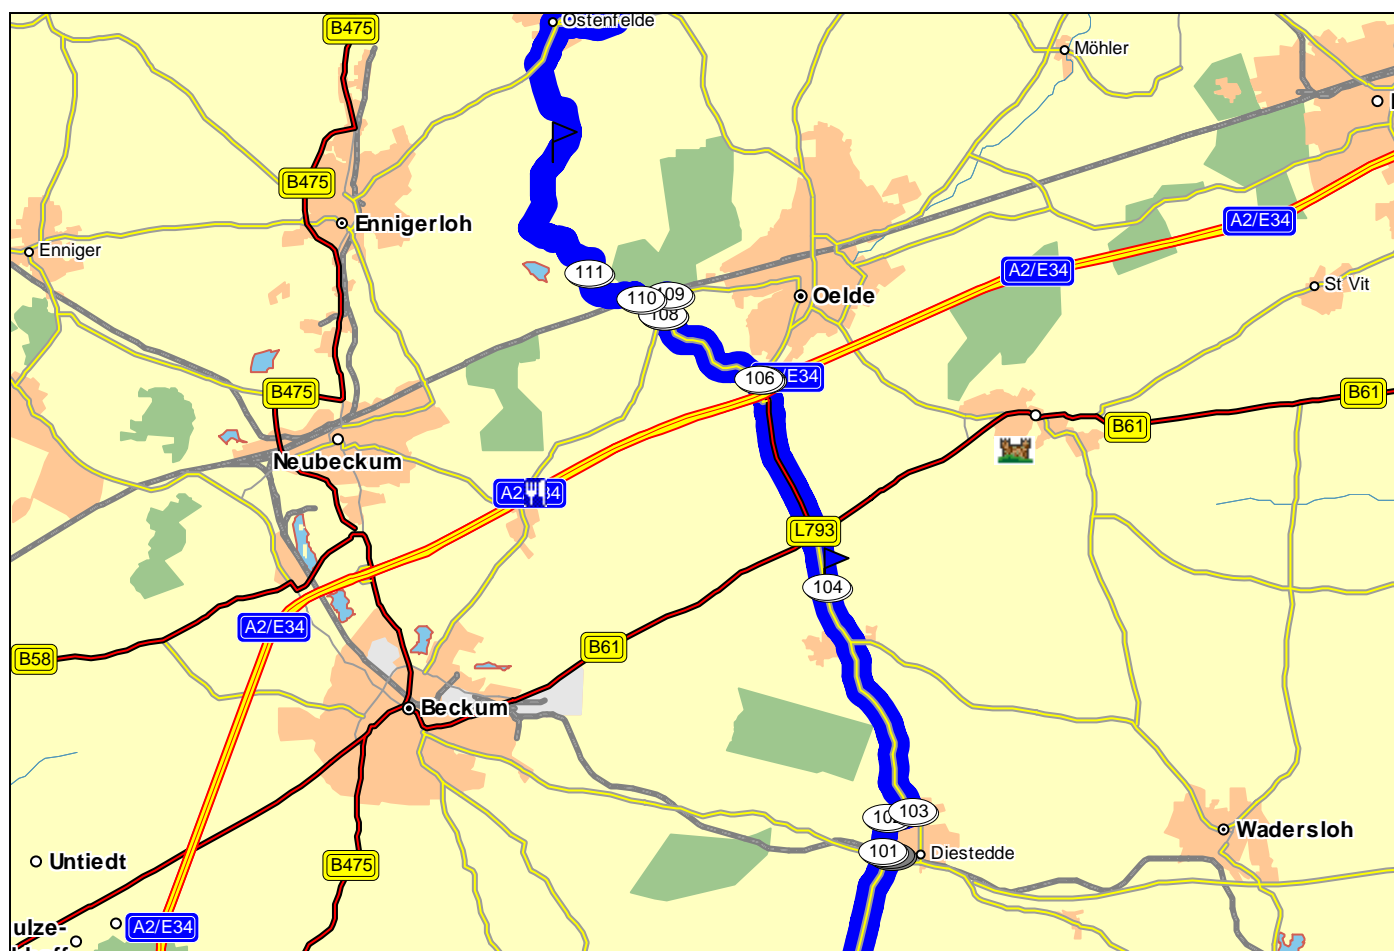 Ostenfelde
B475
Möhler
B475
A2/E34
Ennigerloh
Enniger
A2/E34
111
110
109
108
St Vit
Oelde
106
/E34
B475
B61
B61
Neubeckum
A2
34
L793
104
A2/E34
B61
B58
Beckum
103
101
Diestedde
Wadersloh
Untiedt
B475
A2/E34
ulze-